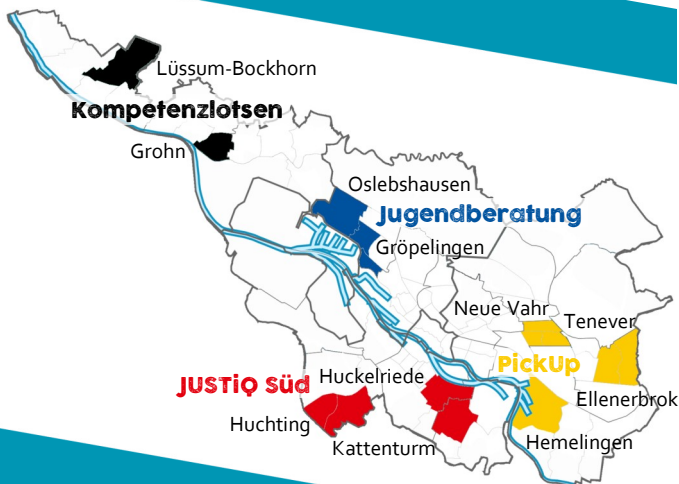 Lüssum-Bockhorn
Kompetenzlotsen
Grohn
Oslebshausen
Jugendberatung
Gröpelingen
Neue Vahr
Tenever
PickUp
JUSTiQ Süd
Huckelriede
Ellenerbrok
Huchting
Kattenturm
Hemelingen